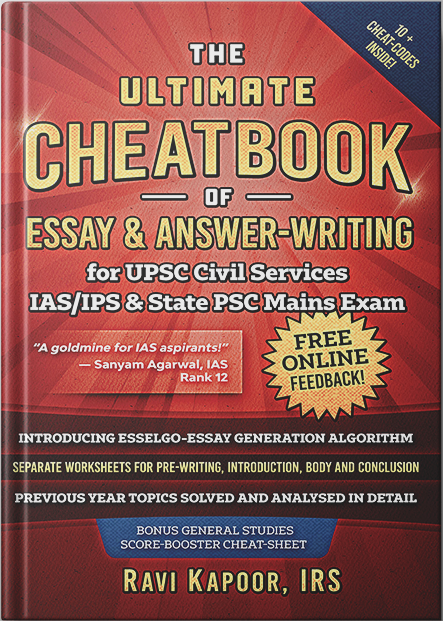 10 +
CHEAT-CODES
INSIDE!
THE
ULTIMATE
CHEATBOOK
OF
ESSAY & ANSWER-WRITING
for UPSC Civil Services
IAS/IPS & State PSC Mains Exam
"A goldmine for IAS aspirants!"
— Sanyam Agarwal, IAS
Rank 12
FREE
ONLINE
FEEDBACK!
INTRODUCING ESSELGO-ESSAY GENERATION ALGORITHM
SEPARATE WORKSHEETS FOR PRE-WRITING, INTRODUCTION, BODY AND CONCLUSION
PREVIOUS YEAR TOPICS SOLVED AND ANALYSED IN DETAIL
BONUS GENERAL STUDIES
SCORE-BOOSTER CHEAT-SHEET
RAVI KAPOOR, IRS